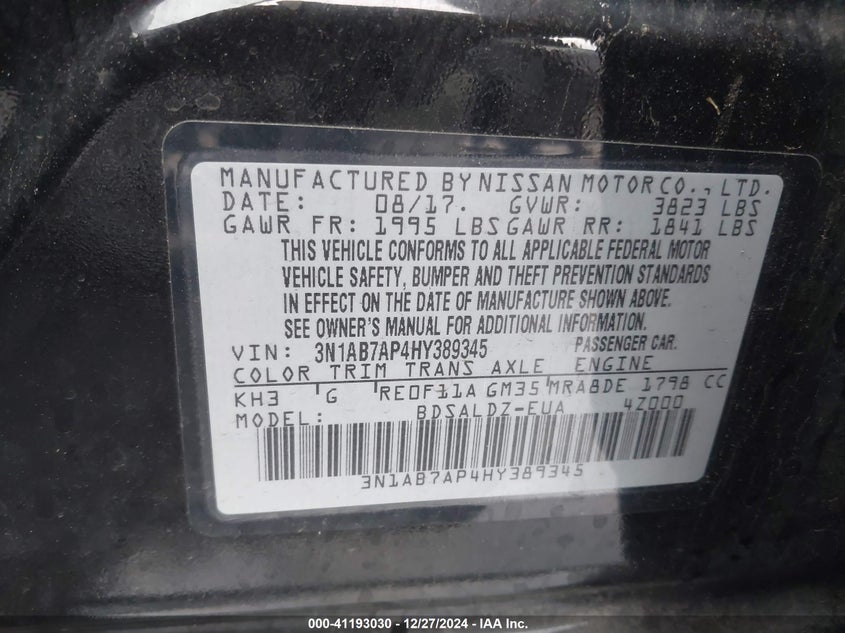 MANUFACTURED BY NISSAN MOTOR CO., LTD.
DATE: 08/17. GVWR: 3823 LBS
GAWR FR: 1995 LBS GAWR RR: 1841 LBS
THIS VEHICLE CONFORMS TO ALL APPLICABLE FEDERAL MOTOR
VEHICLE SAFETY, BUMPER AND THEFT PREVENTION STANDARDS
IN EFFECT ON THE DATE OF MANUFACTURE SHOWN ABOVE.
SEE OWNER'S MANUAL FOR ADDITIONAL INFORMATION.
VIN: 3N1AB7AP4HY389345 PASSENGER CAR.
COLOR TRIM TRANS AXLE ENGINE
KH3 G RE0F11A GM35 MRA8DE 1798 CC
MODEL: BDSALDZ-EUA 4Z000
3N1AB7AP4HY389345
000-41193030 - 12/27/2024 - IAA Inc.